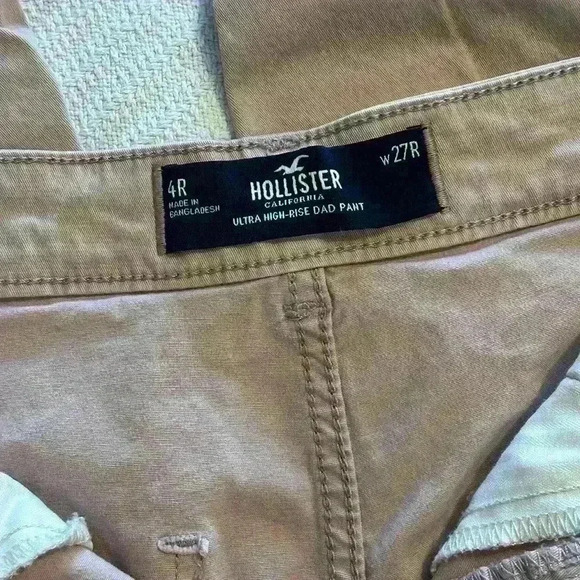 4R
MADE IN
BANGLADESH
HOLLISTER
CALIFORNIA
ULTRA HIGH-RISE DAD PANT
W27R